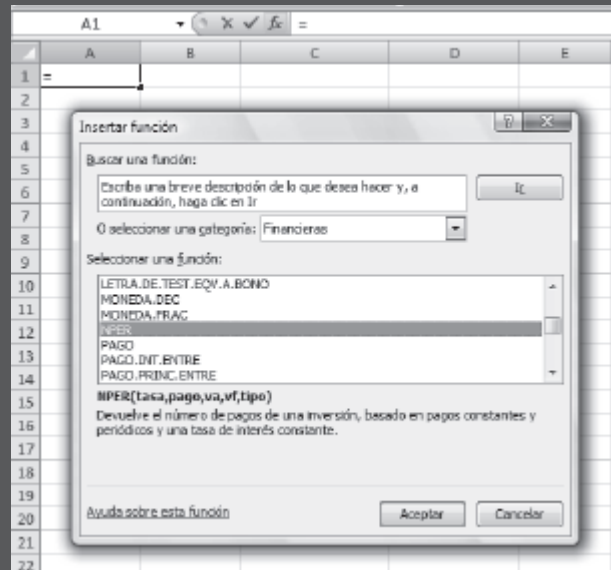 A1 fx =
A B C D E
1 =
2
3 Insertar función
4
5 Buscar una función:
6 Escriba una breve descripción de lo que desea hacer y, a continuación, haga clic en Ir Ir
7
8 O seleccionar una categoría: Financieras
9 Seleccionar una función:
10 LETRA.DE.TEST.EQV.A.BONO
11 MONEDA.DEC
MONEDA.FRAC
12 NPER
13 PAGO
PAGO.INT.ENTRE
14 PAGO.PRINC.ENTRE
15 NPER(tasa,pago,va,vf,tipo)
16 Devuelve el número de pagos de una inversión, basado en pagos constantes y
periódicos y una tasa de interés constante.
17
18
19
20 Ayuda sobre esta función Aceptar Cancelar
21
22